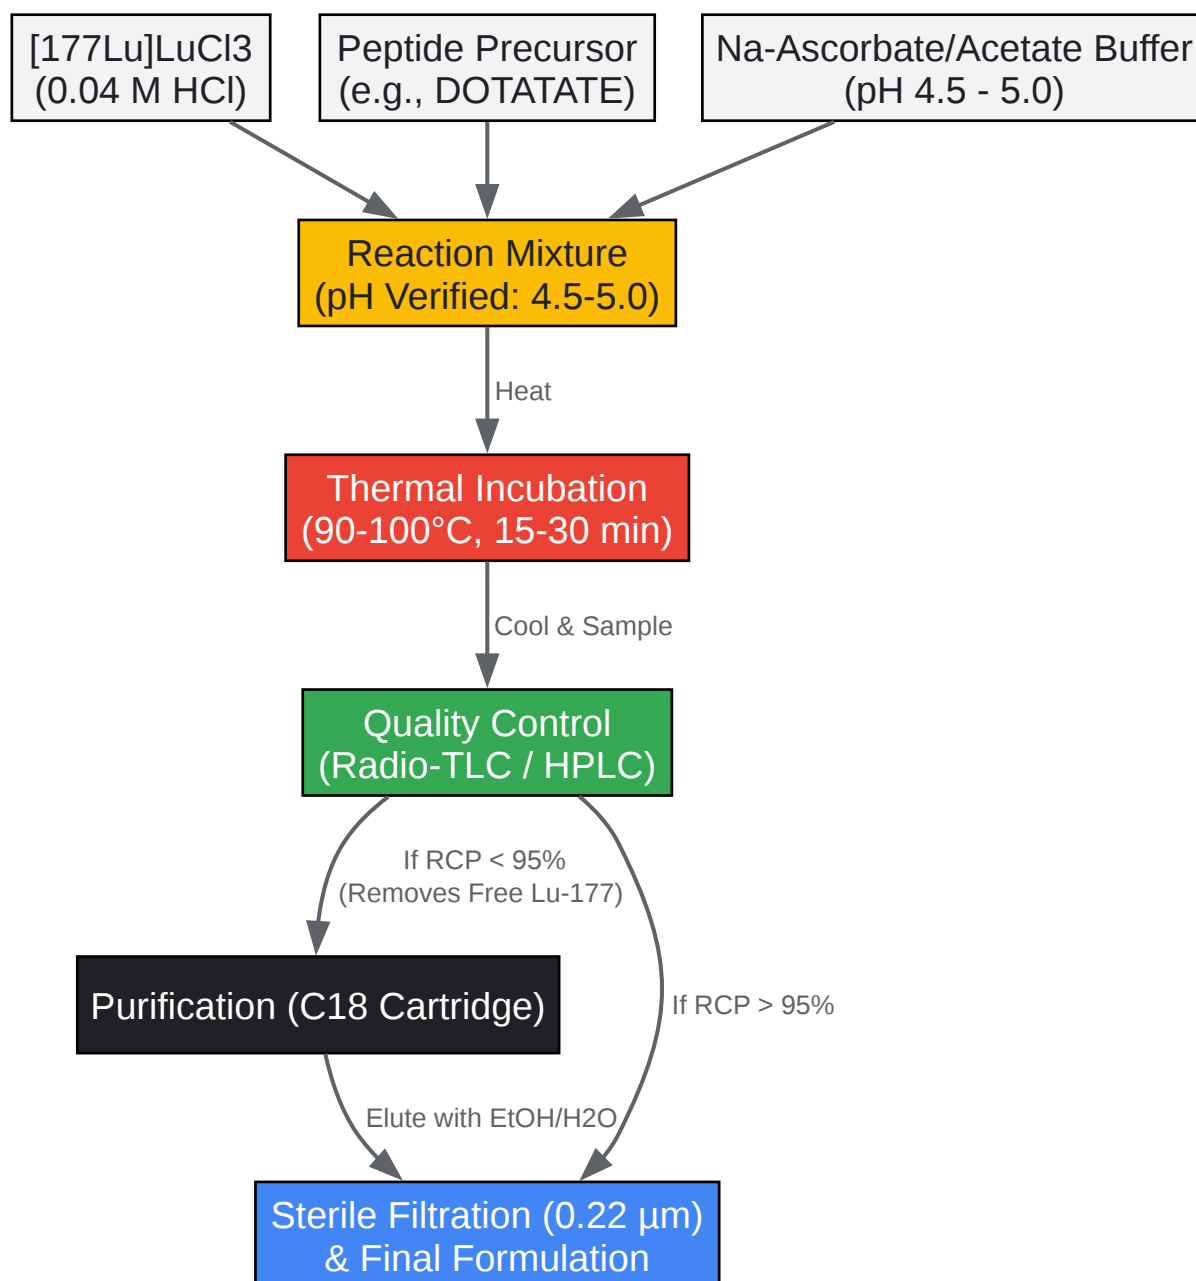 [177Lu]LuCl3
(0.04 M HCl)
Peptide Precursor
(e.g., DOTATATE)
Na-Ascorbate/Acetate Buffer
(pH 4.5 - 5.0)
Reaction Mixture
(pH Verified: 4.5-5.0)
Heat
Thermal Incubation
(90-100°C, 15-30 min)
Cool & Sample
Quality Control
(Radio-TLC / HPLC)
If RCP < 95%
(Removes Free Lu-177)
Purification (C18 Cartridge)
If RCP > 95%
Elute with EtOH/H2O
Sterile Filtration (0.22 µm)
& Final Formulation